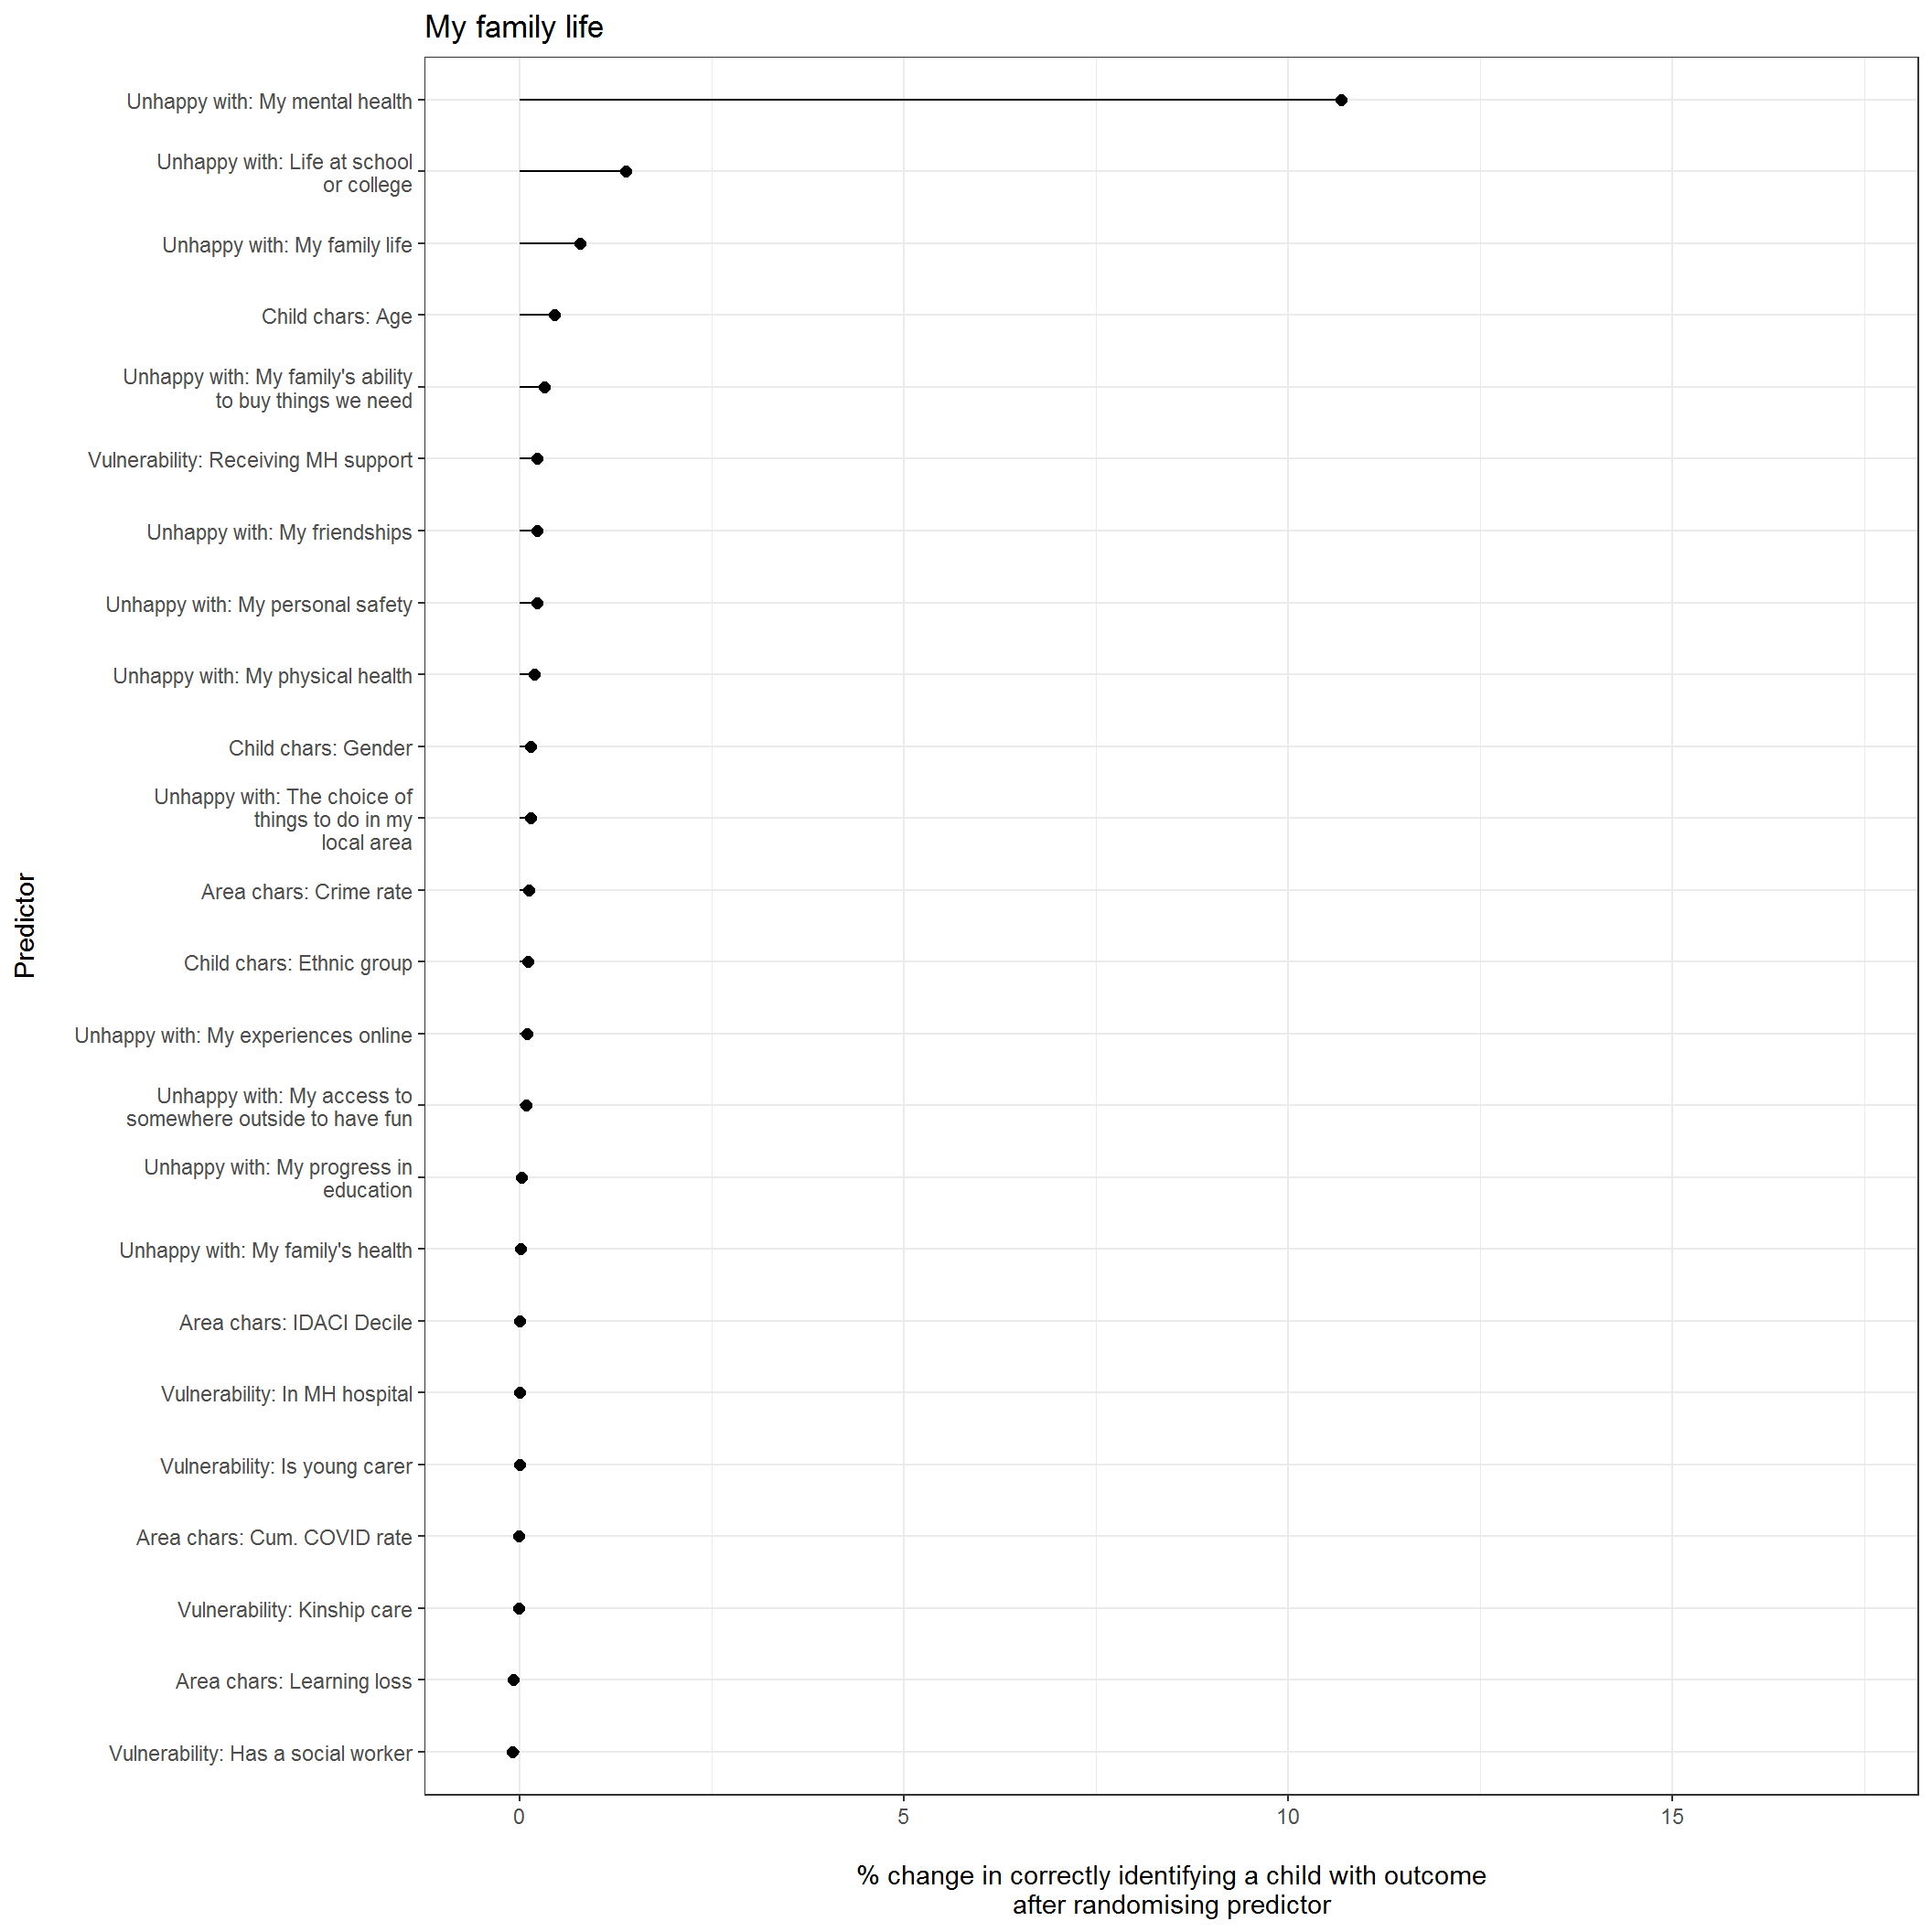 My family life
Unhappy with: My mental health
Unhappy with: Life at school
or college
Unhappy with: My family life
Child chars: Age
Unhappy with: My family's ability
to buy things we need
Vulnerability: Receiving MH support
Unhappy with: My friendships
Unhappy with: My personal safety
Unhappy with: My physical health
Child chars: Gender
Unhappy with: The choice of
things to do in my
local area
Area chars: Crime rate
Child chars: Ethnic group
Unhappy with: My experiences online
Unhappy with: My access to
somewhere outside to have fun
Unhappy with: My progress in
education
Unhappy with: My family's health
Area chars: IDACI Decile
Vulnerability: In MH hospital
Vulnerability: Is young carer
Area chars: Cum. COVID rate
Vulnerability: Kinship care
Area chars: Learning loss
Vulnerability: Has a social worker
Predictor
0 5 10 15
% change in correctly identifying a child with outcome
after randomising predictor